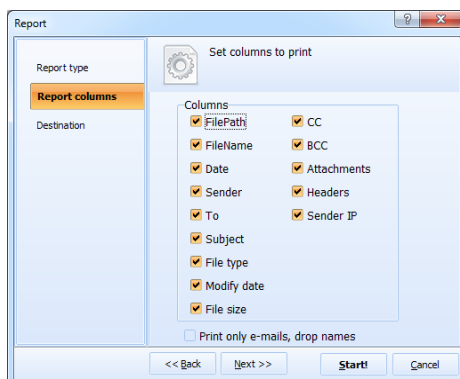 Report
Report type
Report columns
Destination
Set columns to print
Columns
FilePath
FileName
Date
Sender
To
Subject
File type
Modify date
File size
CC
BCC
Attachments
Headers
Sender IP
Print only e-mails, drop names
<< Back
Next >>
Start!
Cancel